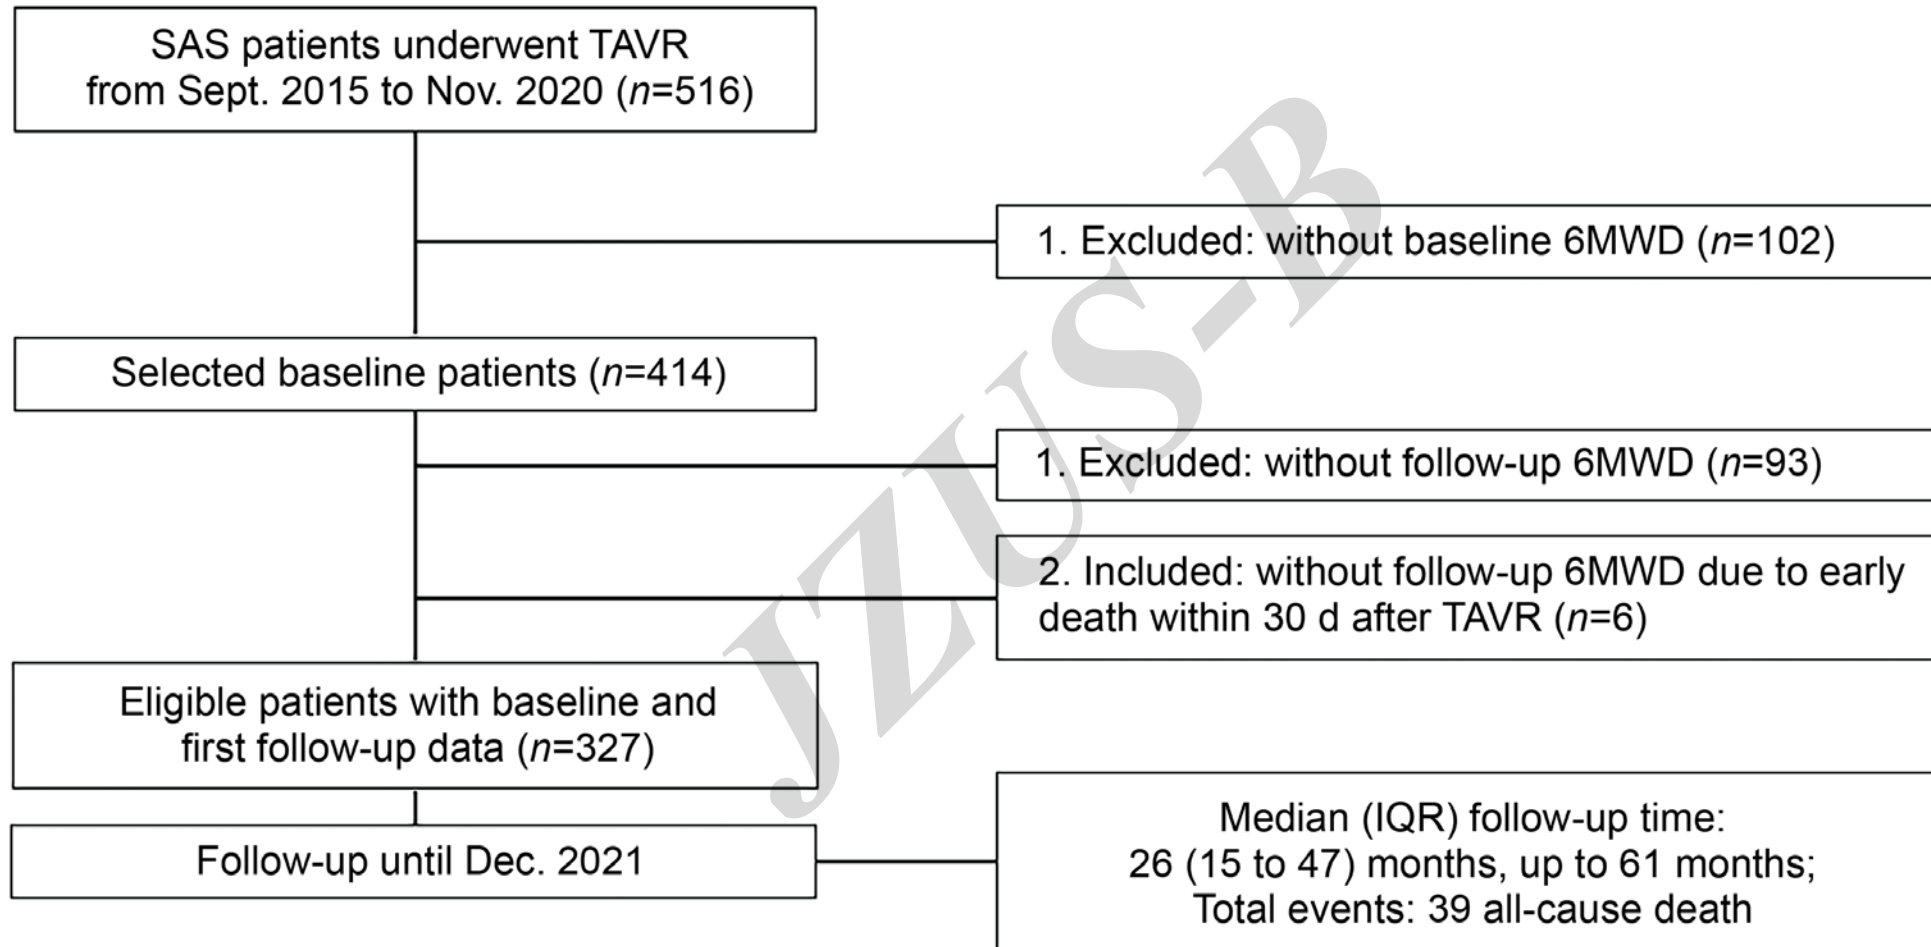 SAS patients underwent TAVR
from Sept. 2015 to Nov. 2020 (n=516)
1. Excluded: without baseline 6MWD (n=102)
Selected baseline patients (n=414)
1. Excluded: without follow-up 6MWD (n=93)
2. Included: without follow-up 6MWD due to early
death within 30 d after TAVR (n=6)
Eligible patients with baseline and
first follow-up data (n=327)
Follow-up until Dec. 2021
Median (IQR) follow-up time:
26 (15 to 47) months, up to 61 months;
Total events: 39 all-cause death
JZUS-B